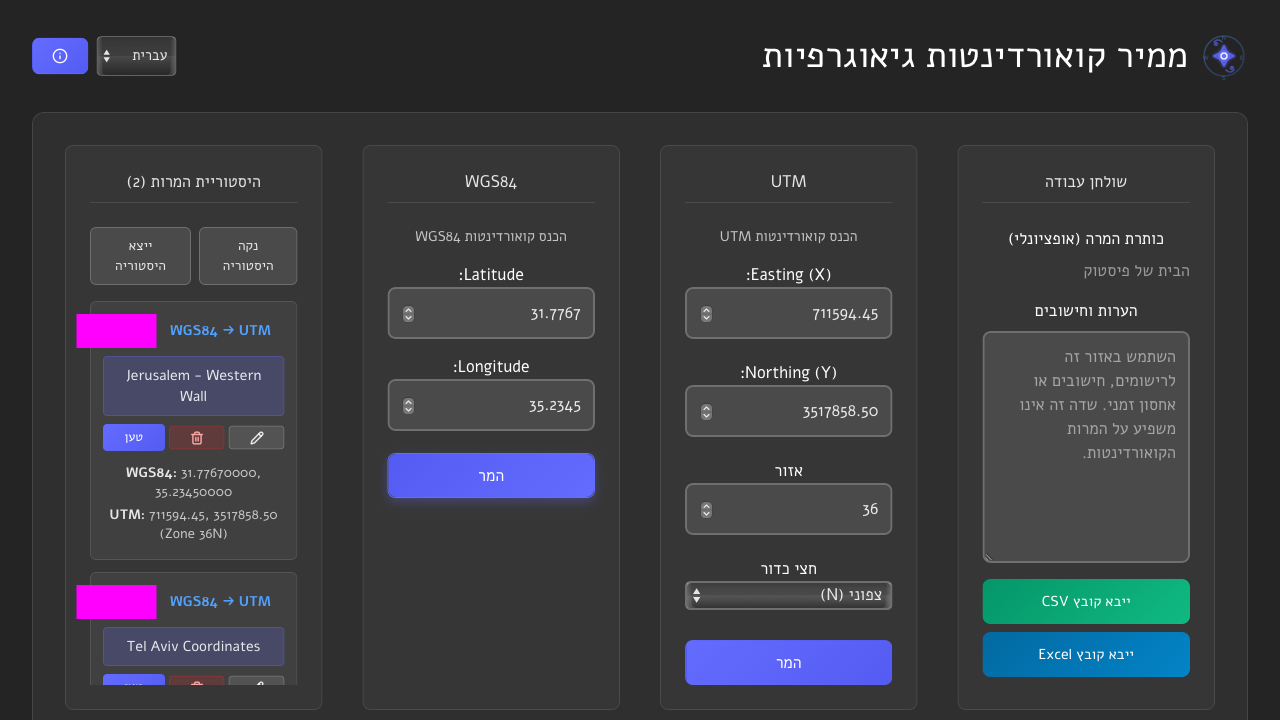 ממיר קואורדינטות גיאוגרפיות
עברית
שולחן עבודה
כותרת המרה (אופציונלי)
הבית של פיסטוק
הערות וחישובים
השתמש באזור זה
לרישומים, חישובים או
אחסון זמני. שדה זה אינו
משפיע על המרות
הקואורדינטות.
ייבא קובץ CSV
ייבא קובץ Excel
UTM
הכנס קואורדינטות UTM
Easting (X):
711594.45
Northing (Y):
3517858.50
אזור
36
חצי כדור
צפוני (N)
המר
WGS84
הכנס קואורדינטות WGS84
Latitude:
31.7767
Longitude:
35.2345
המר
היסטוריית המרות (2)
נקה
היסטוריה
ייצא
היסטוריה
WGS84 → UTM
Jerusalem - Western
Wall
טען
WGS84: 31.77670000,
35.23450000
UTM: 711594.45, 3517858.50
(Zone 36N)
WGS84 → UTM
Tel Aviv Coordinates